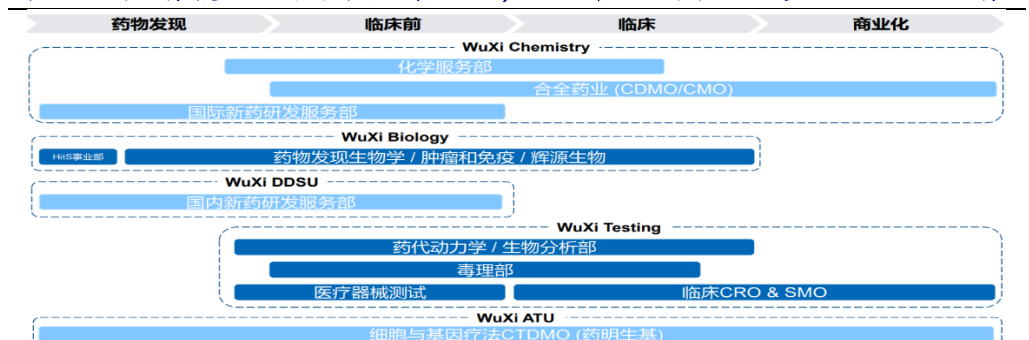 药物发现 临床前 临床 商业化
WuXi Chemistry
化学服务部
合全药业 (CDMO/CMO)
国际新药研发服务部
WuXi Biology
HitS事业部 药物发现生物学 / 肿瘤和免疫 / 辉源生物
WuXi DDSU
国内新药研发服务部
WuXi Testing
药代动力学 / 生物分析部
毒理部
医疗器械测试 临床CRO & SMO
WuXi ATU
细胞与基因疗法CTDMO (药明生基)